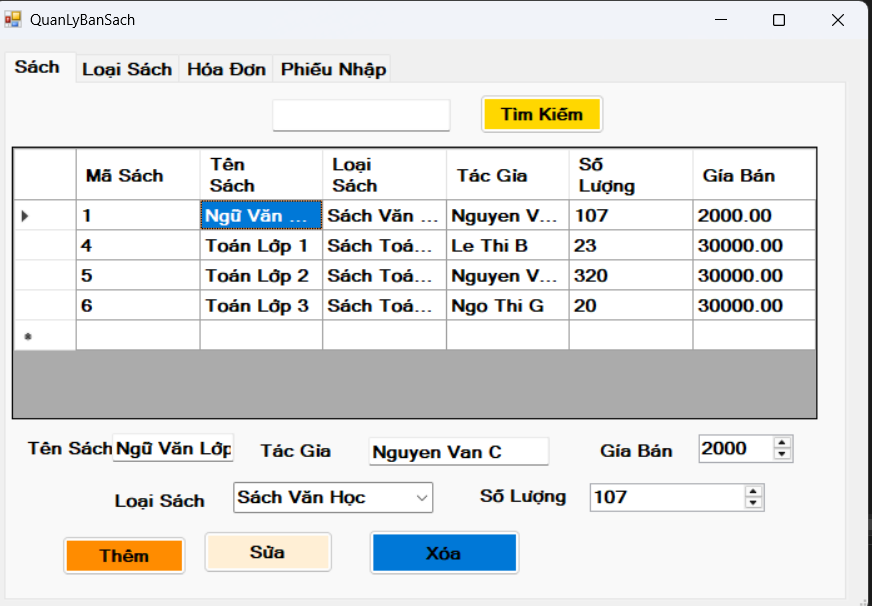 QuanLyBanSach
Sách Loại Sách Hóa Đơn Phiếu Nhập
Tìm Kiếm
Mã Sách Tên Sách Loại Sách Tác Gia Số Lượng Gía Bán
1 Ngữ Văn ... Sách Văn ... Nguyen V... 107 2000.00
4 Toán Lớp 1 Sách Toá... Le Thi B 23 30000.00
5 Toán Lớp 2 Sách Toá... Nguyen V... 320 30000.00
6 Toán Lớp 3 Sách Toá... Ngo Thi G 20 30000.00
Tên Sách Ngữ Văn Lớp Tác Gia Nguyen Van C Gía Bán 2000
Loại Sách Sách Văn Học Số Lượng 107
Thêm Sửa Xóa